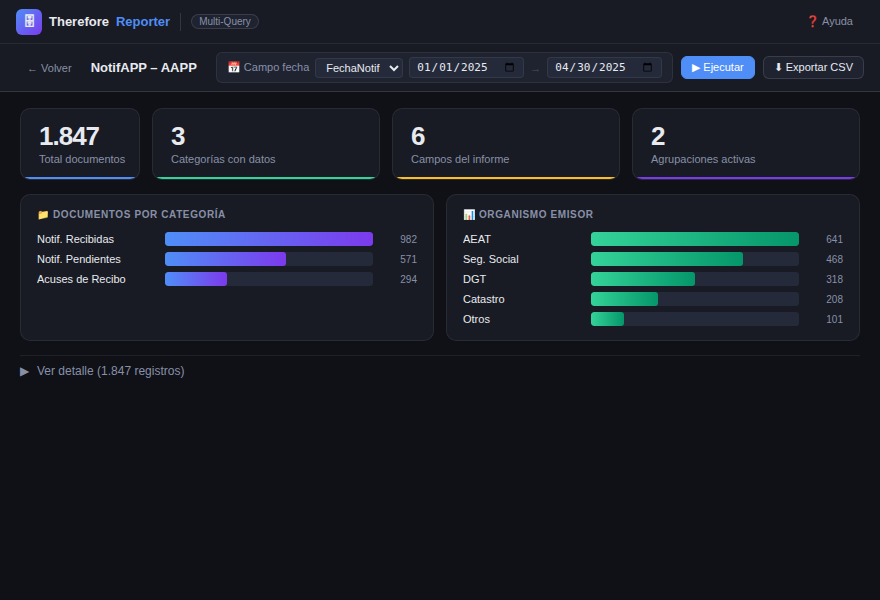 Therefore Reporter Multi-Query ❓ Ayuda
← Volver NotifAPP – AAPP 📅 Campo fecha FechaNotif 01/01/2025 → 04/30/2025 ▶ Ejecutar ⬇ Exportar CSV
1.847 3 6 2
Total documentos Categorías con datos Campos del informe Agrupaciones activas
📁 DOCUMENTOS POR CATEGORÍA
Notif. Recibidas 982
Notif. Pendientes 571
Acuses de Recibo 294
📊 ORGANISMO EMISOR
AEAT 641
Seg. Social 468
DGT 318
Catastro 208
Otros 101
▶ Ver detalle (1.847 registros)